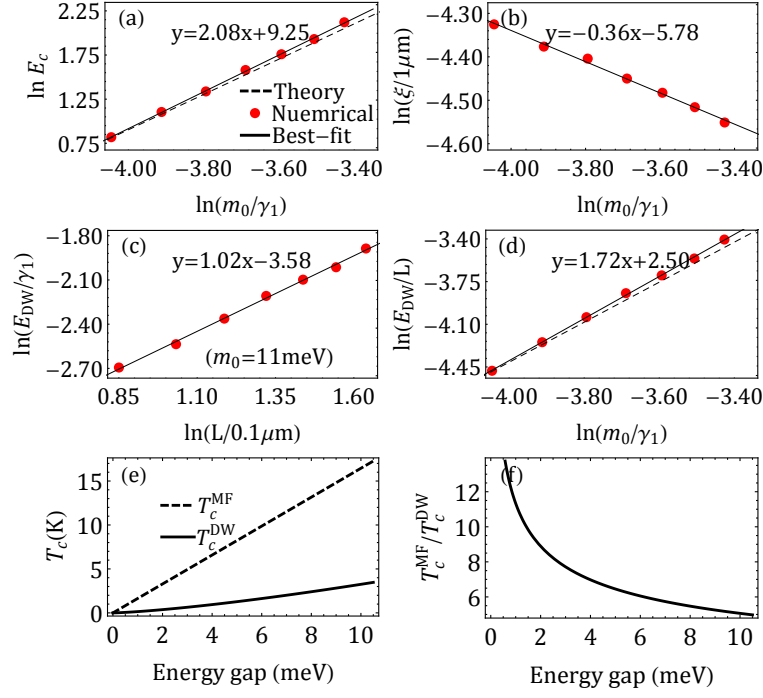 (a)
y=2.08x+9.25
2.25
1.75
1.25
0.75
ln E_c
Theory
Nuemrical
Best−fit
−4.00
−3.80
−3.60
−3.40
ln(m_0/γ_1)
(b)
y=−0.36x−5.78
−4.30
−4.40
−4.50
−4.60
ln(ξ/1μm)
−4.00
−3.80
−3.60
−3.40
ln(m_0/γ_1)
(c)
y=1.02x−3.58
−1.80
−2.10
−2.40
−2.70
ln(E_DW/γ_1)
(m_0=11meV)
0.85
1.10
1.35
1.60
ln(L/0.1μm)
(d)
y=1.72x+2.50
−3.40
−3.75
−4.10
−4.45
ln(E_DW/L)
−4.00
−3.80
−3.60
−3.40
ln(m_0/γ_1)
(e)
15
10
5
0
T_c(K)
T_c^MF
T_c^DW
0
2
4
6
8
10
Energy gap (meV)
(f)
12
10
8
6
T_c^MF/T_c^DW
0
2
4
6
8
10
Energy gap (meV)